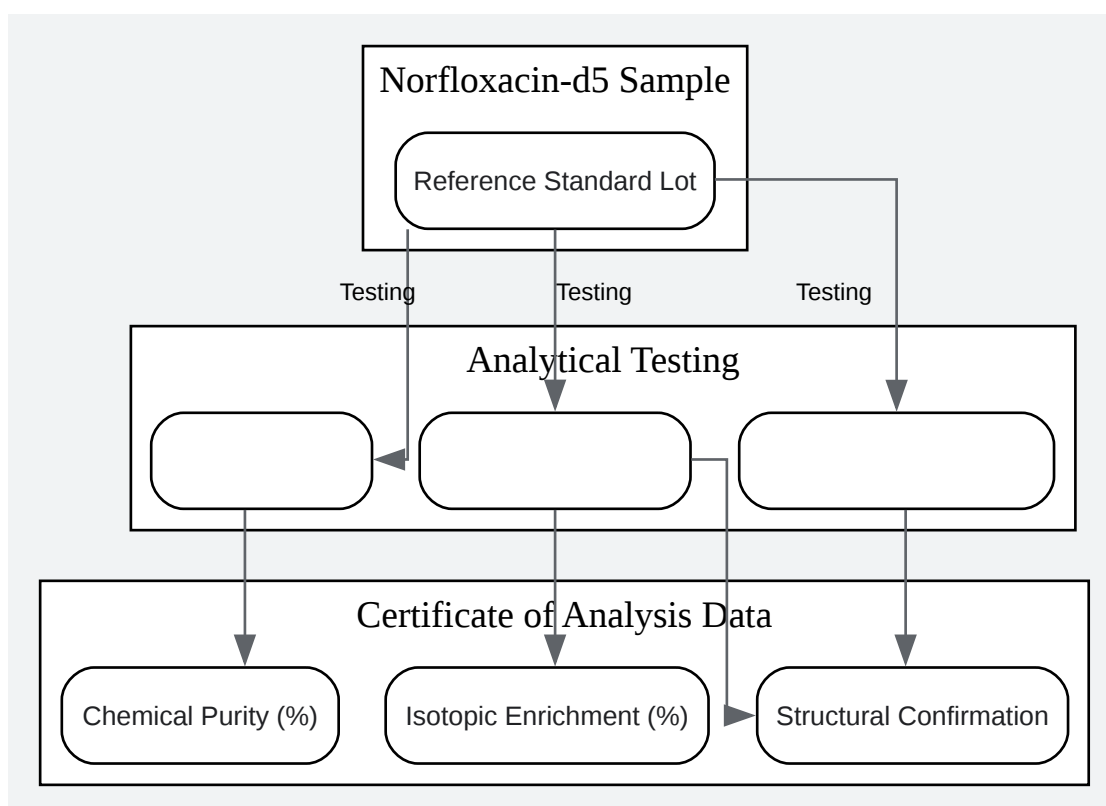 Norfloxacin-d5 Sample
Reference Standard Lot
Testing
Testing
Testing
Analytical Testing
Certificate of Analysis Data
Chemical Purity (%)
Isotopic Enrichment (%)
Structural Confirmation